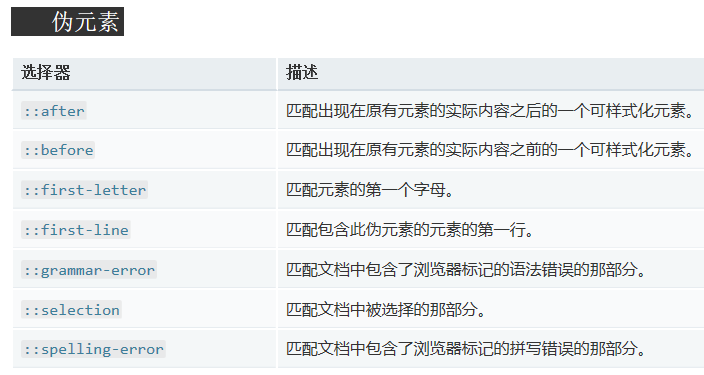 伪元素
选择器 描述
::after 匹配出现在原有元素的实际内容之后的一个可样式化元素。
::before 匹配出现在原有元素的实际内容之前的一个可样式化元素。
::first-letter 匹配元素的第一个字母。
::first-line 匹配包含此伪元素的元素的第一行。
::grammar-error 匹配文档中包含了浏览器标记的语法错误的那部分。
::selection 匹配文档中被选择的那部分。
::spelling-error 匹配文档中包含了浏览器标记的拼写错误的那部分。